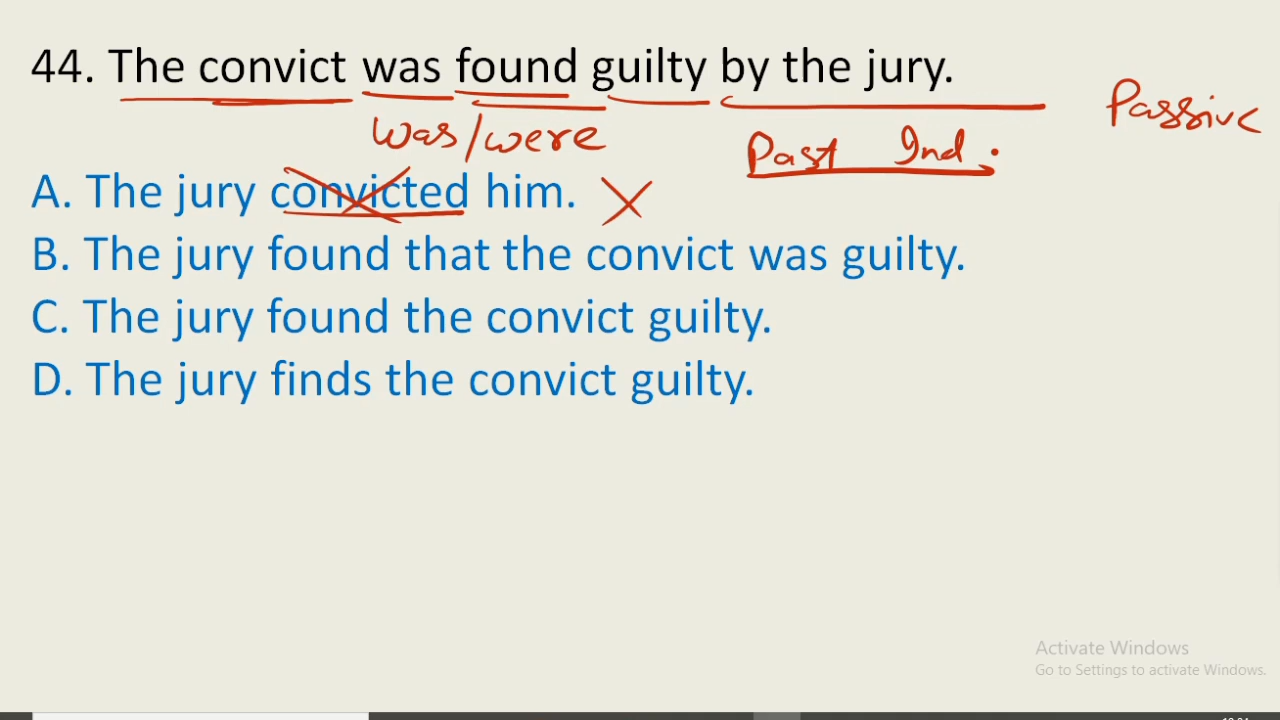 44. The convict was found guilty by the jury.
Passive
was/were
Past Ind.
A. The jury convicted him.
B. The jury found that the convict was guilty.
C. The jury found the convict guilty.
D. The jury finds the convict guilty.
Activate Windows
Go to Settings to activate Windows.